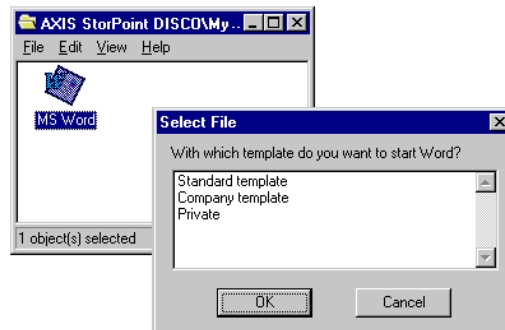 AXIS StorPoint DISCO\My..
File Edit View Help
MS Word
1 object(s) selected
Select File
With which template do you want to start Word?
Standard template
Company template
Private
OK Cancel